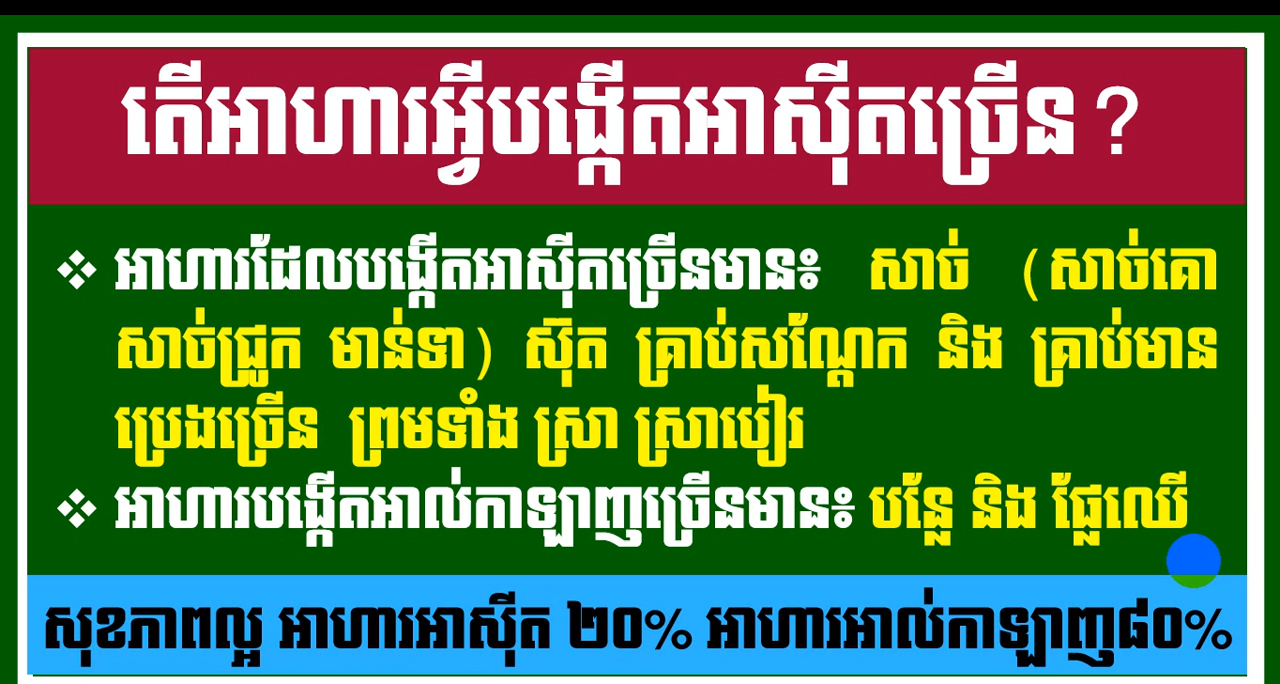 តើអាហារអ្វីបង្កើតអាស៊ីតច្រើន?
❖ អាហារដែលបង្កើតអាស៊ីតច្រើនមាន៖ សាច់ (សាច់គោ
សាច់ជ្រូក មាន់ទា) ស៊ុត គ្រាប់សណ្ដែក និង គ្រាប់មាន
ប្រេងច្រើន ព្រមទាំង ស្រា ស្រាបៀរ
❖ អាហារបង្កើតអាល់កាឡាញច្រើនមាន៖ បន្លែ និង ផ្លែឈើ
សុខភាពល្អ អាហារអាស៊ីត ២០% អាហារអាល់កាឡាញ៨០%